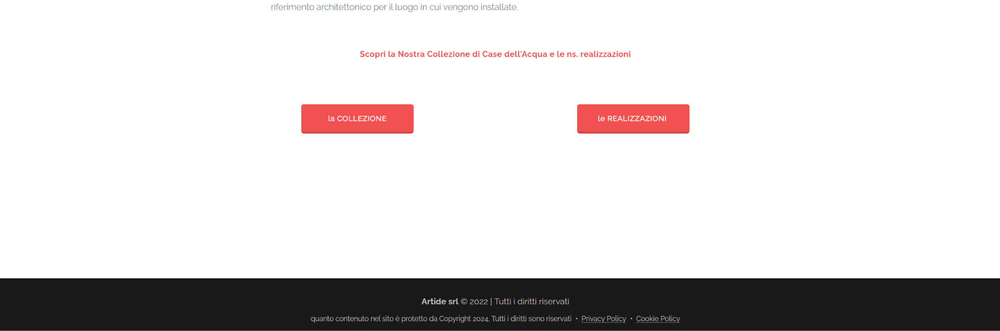 riferimento architettonico per il luogo in cui vengono installate.
Scopri la Nostra Collezione di Case dell'Acqua e le ns. realizzazioni
la COLLEZIONE
le REALIZZAZIONI
Artide srl © 2022 | Tutti i diritti riservati
quanto contenuto nel sito è protetto da Copyright 2024, Tutti i diritti sono riservati • Privacy Policy • Cookie Policy